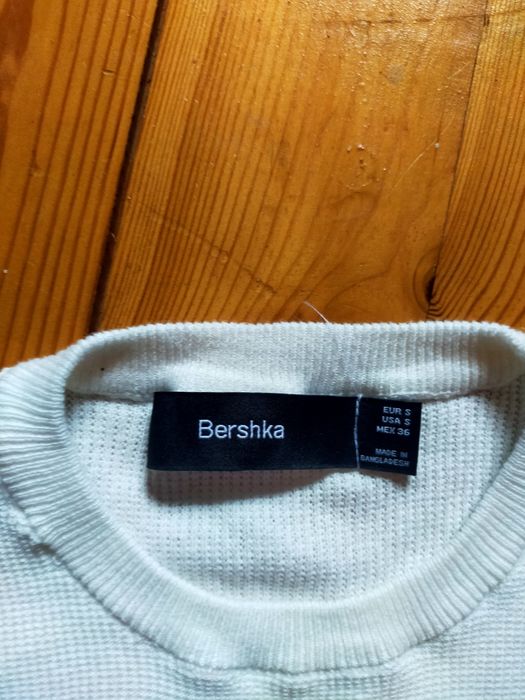 Bershka
EUR S
USA S
MEX 36
MADE IN
BANGLADESH